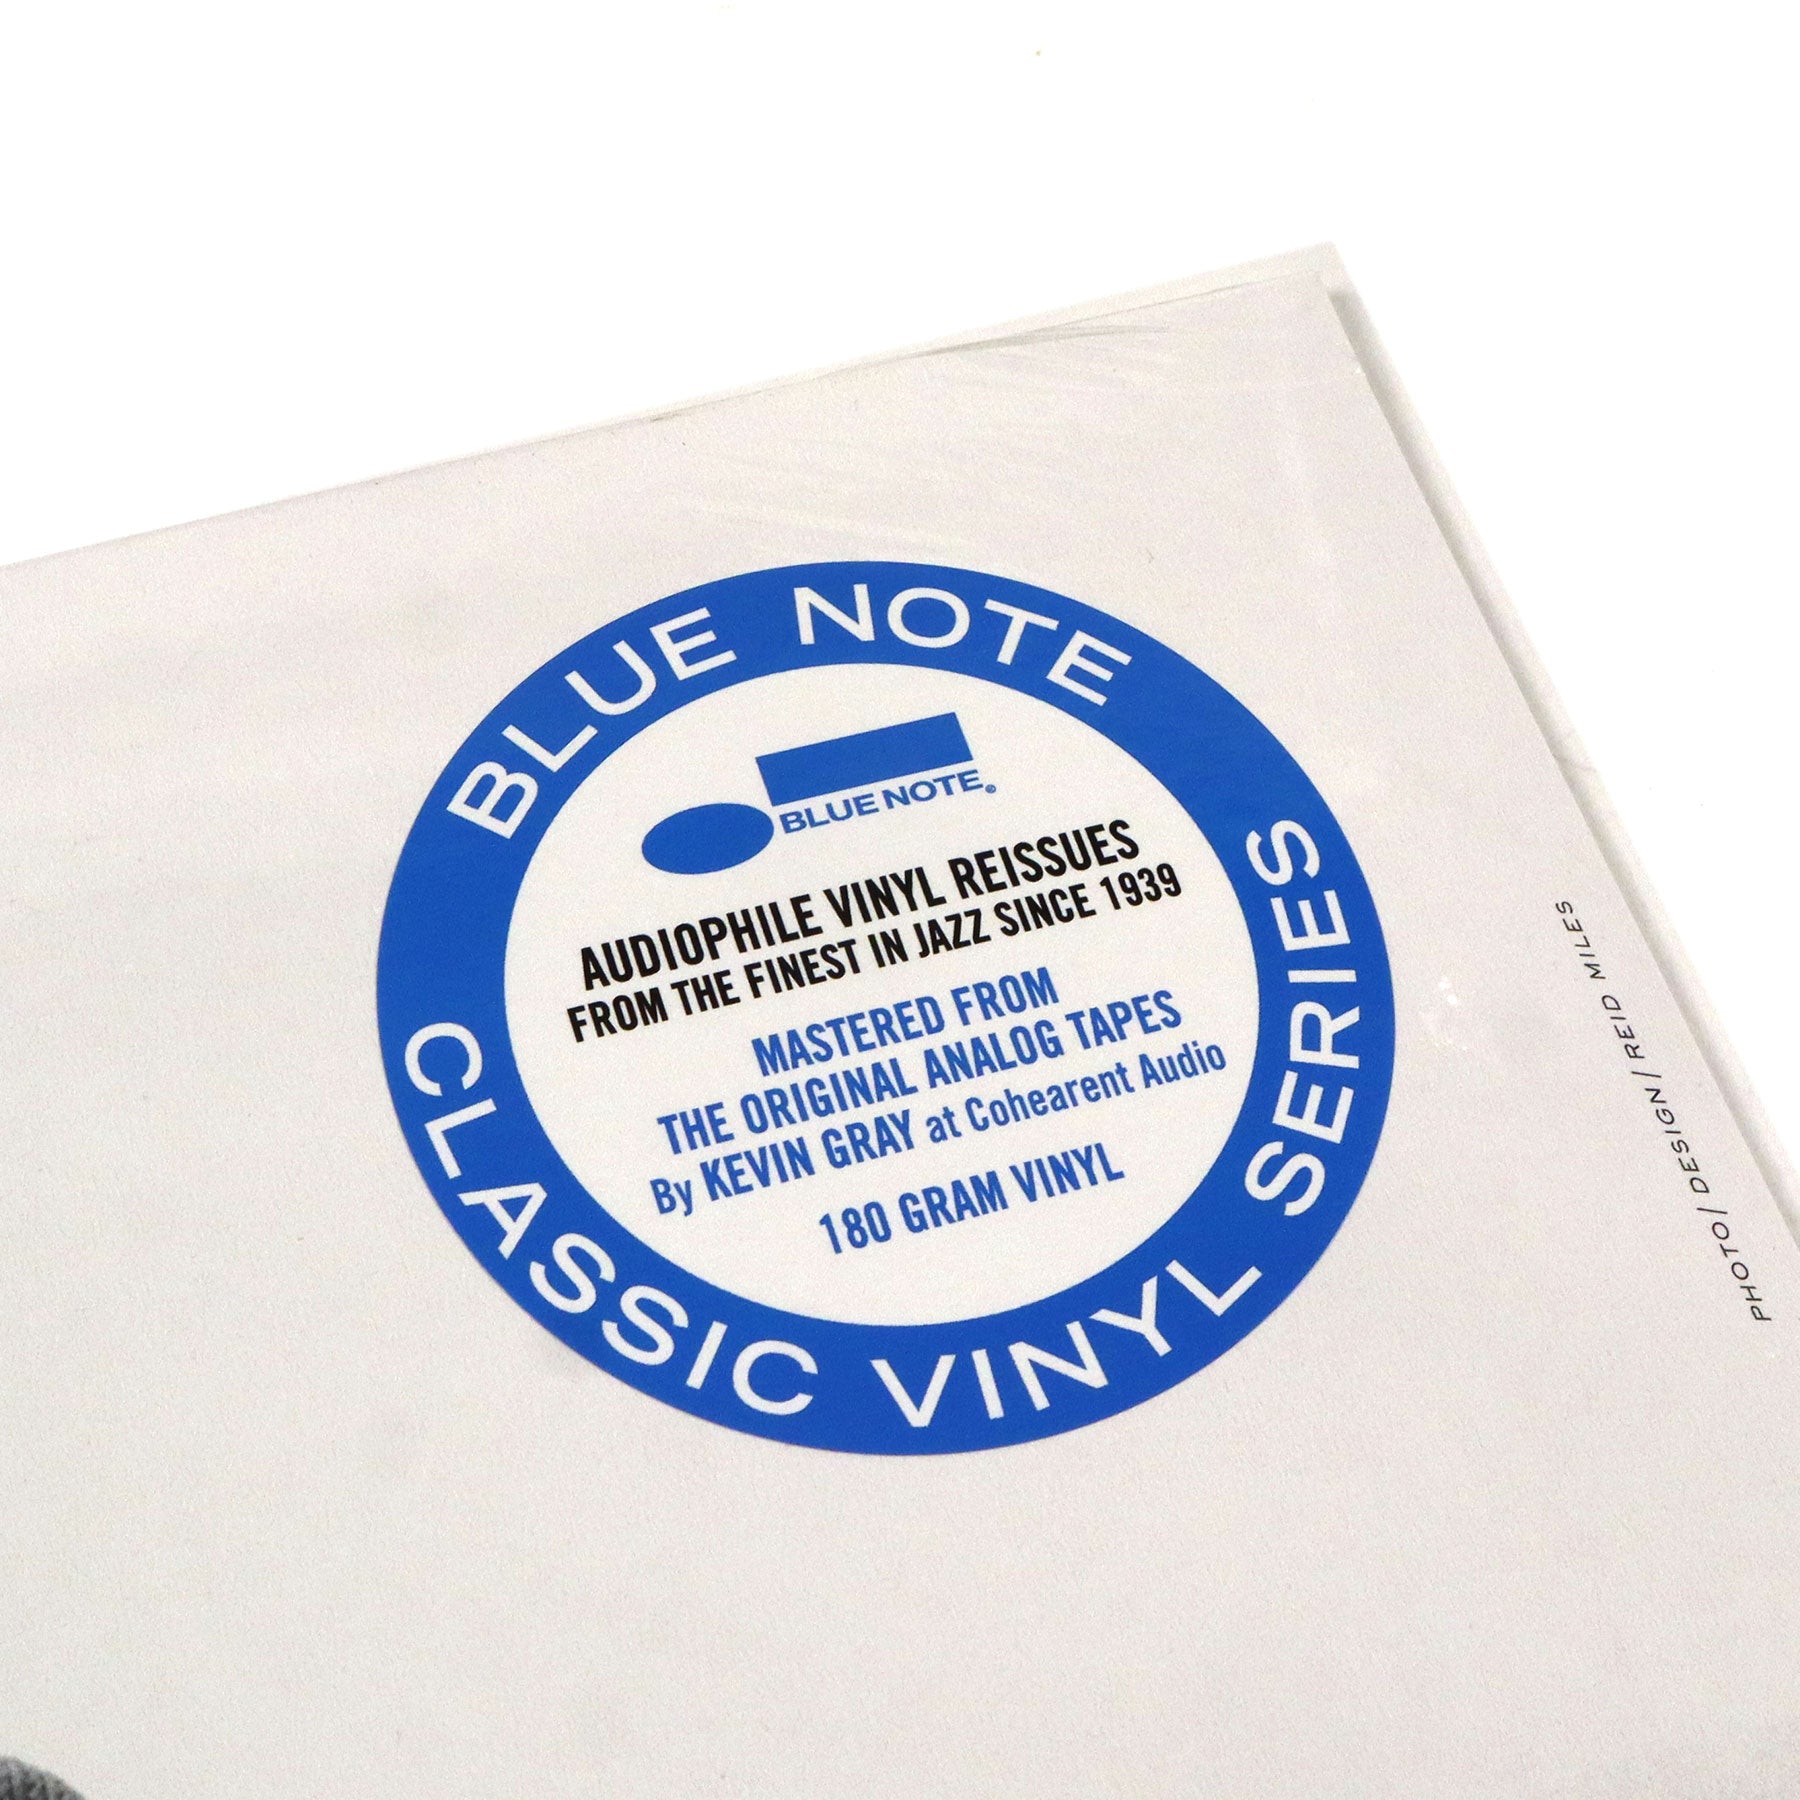 BLUE NOTE
BLUE NOTE®
AUDIOPHILE VINYL REISSUES
FROM THE FINEST IN JAZZ SINCE 1939
MASTERED FROM
THE ORIGINAL ANALOG TAPES
By KEVIN GRAY at Cohearent Audio
180 GRAM VINYL
CLASSIC VINYL SERIES
PHOTO/DESIGN/REID MILES